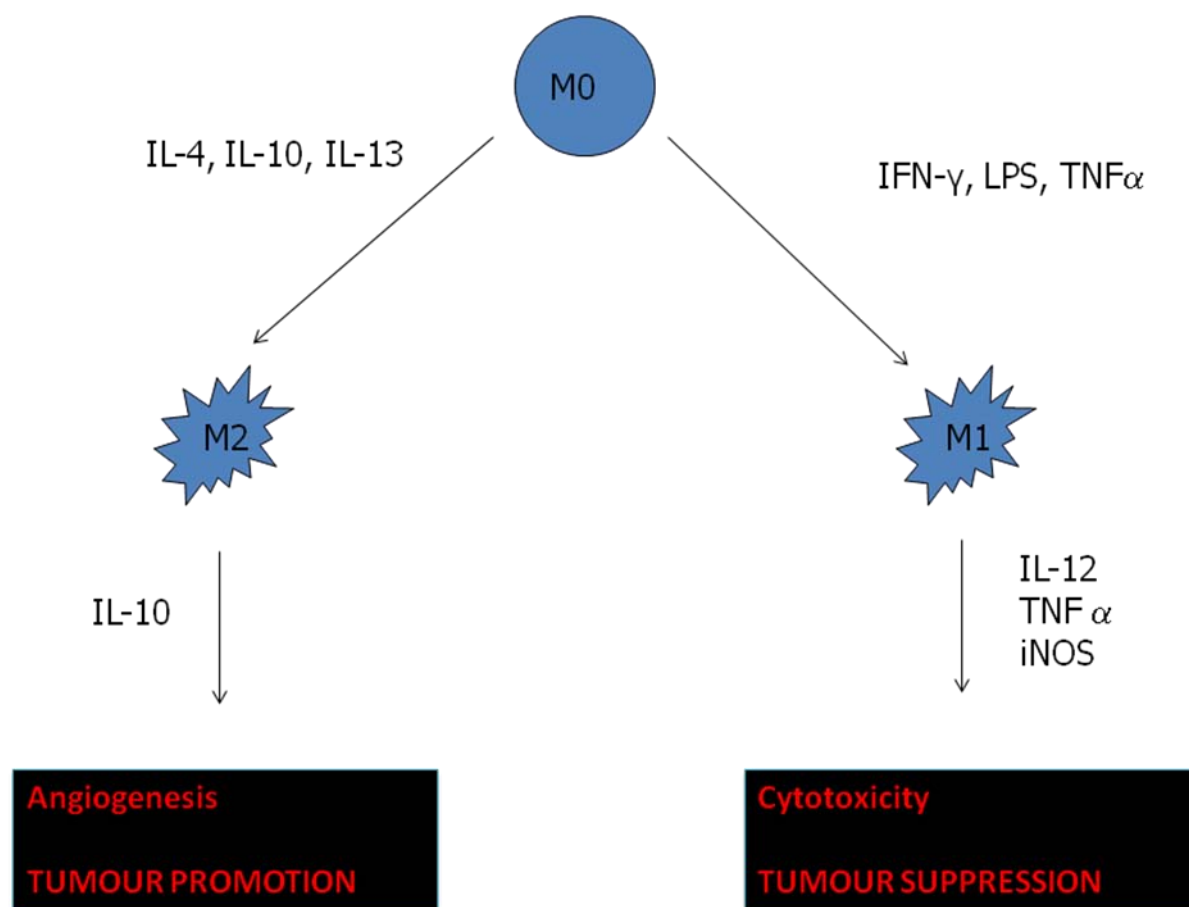 M0
IL-4, IL-10, IL-13
IFN-γ, LPS, TNFα
M2
M1
IL-10
IL-12
TNF α
iNOS
Angiogenesis
TUMOUR PROMOTION
Cytotoxicity
TUMOUR SUPPRESSION